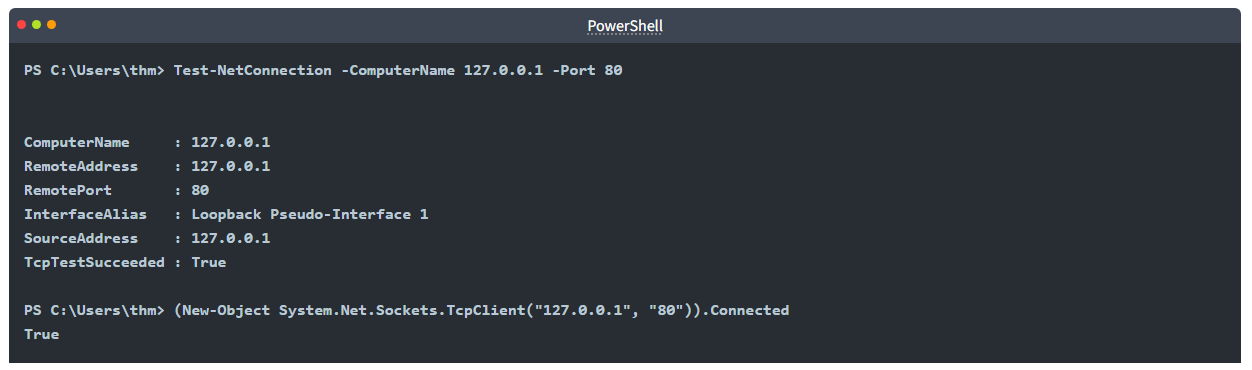 PowerShell
PS C:\Users\thm> Test-NetConnection -ComputerName 127.0.0.1 -Port 80
ComputerName     : 127.0.0.1
RemoteAddress    : 127.0.0.1
RemotePort       : 80
InterfaceAlias   : Loopback Pseudo-Interface 1
SourceAddress    : 127.0.0.1
TcpTestSucceeded : True
PS C:\Users\thm> (New-Object System.Net.Sockets.TcpClient("127.0.0.1", "80")).Connected
True